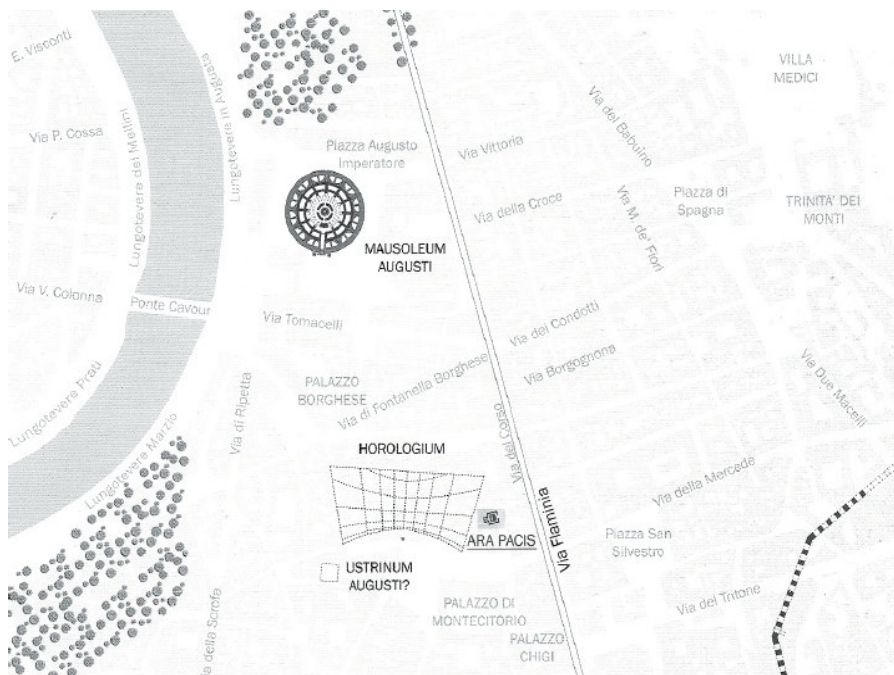 E. Visconti
Via P. Cossa
Lungotevere dei Mellini
Lungotevere in Augusta
Piazza Augusto
Imperatore
Via Vittoria
Via del Babuino
VILLA
MEDICI
Via della Croce
Via M. de' Fiori
Piazza di
Spagna
TRINITA' DEI
MONTI
MAUSOLEUM
AUGUSTI
Via V. Colonna
Ponte Cavour
Via Tomacelli
Via dei Condotti
Via Borgognona
PALAZZO
BORGHESE
Via di Fontanella Borghese
Via Due Macelli
Lungotevere Prati
Lungotevere Marzio
Via di Ripetta
HOROLOGIUM
Via del Corso
Via Flaminia
Via della Mercede
ARA PACIS
Piazza San
Silvestro
USTRINUM
AUGUSTI?
PALAZZO DI
MONTECITORIO
PALAZZO
CHIGI
Via del Tritone
ia della Scrofa